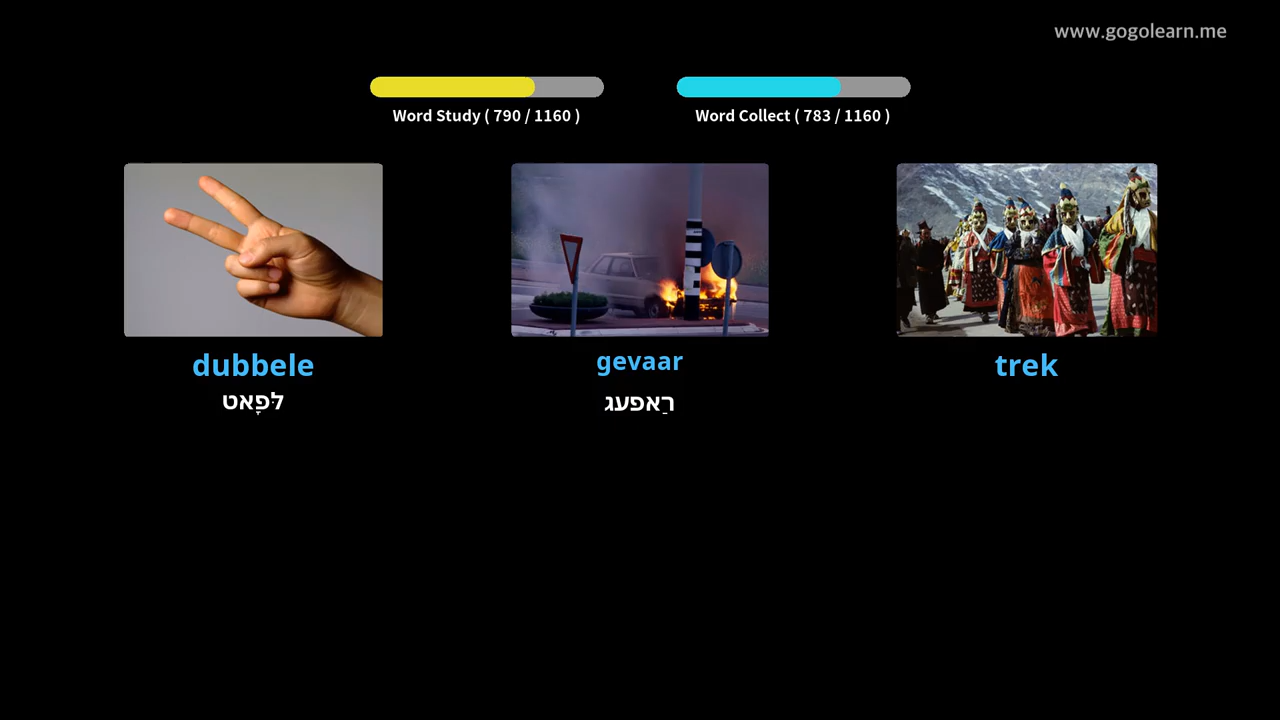 www.gogolearn.me
Word Study ( 790 / 1160 )
Word Collect ( 783 / 1160 )
dubbele
gevaar
trek
לּפָאט
רַאפעג